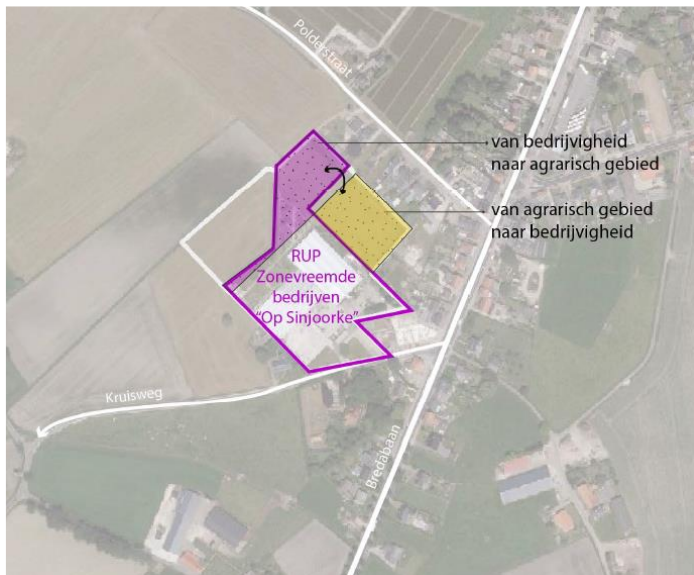 Polderstraat
van bedrijvigheid
naar agrarisch gebied
van agrarisch gebied
naar bedrijvigheid
RUP
Zonevreemde
bedrijven
"Op Sinjoorke"
Kruisweg
Bredabaan